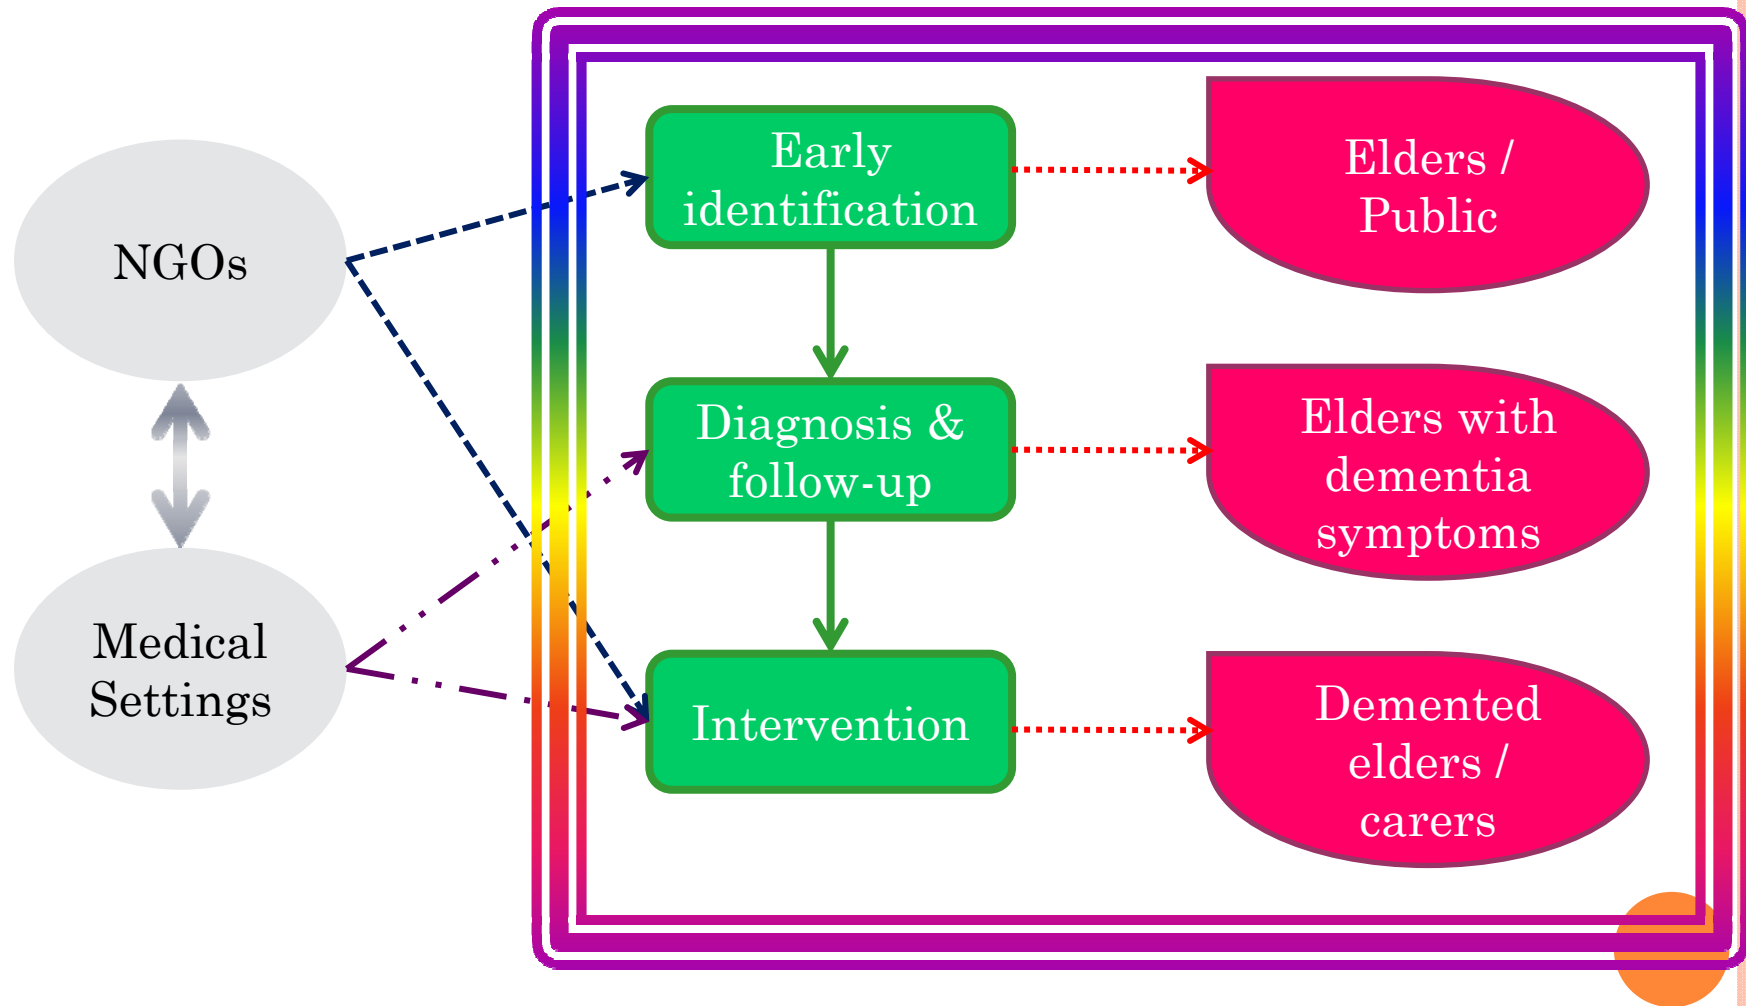 NGOs
Medical
Settings
Early
identification
Diagnosis &
follow-up
Intervention
Elders /
Public
Elders with
dementia
symptoms
Demented
elders /
carers